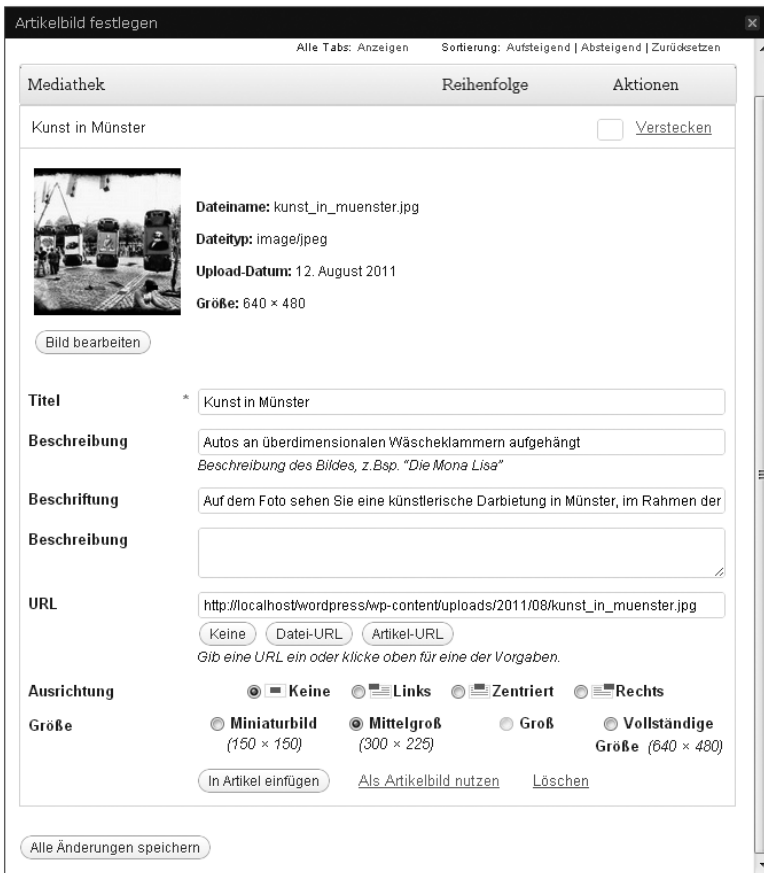 Artikelbild festlegen
Alle Tabs: Anzeigen Sortierung: Aufsteigend | Absteigend | Zurücksetzen
Mediathek Reihenfolge Aktionen
Kunst in Münster Verstecken
Dateiname: kunst_in_muenster.jpg
Dateityp: image/jpeg
Upload-Datum: 12. August 2011
Größe: 640 × 480
Bild bearbeiten
Titel * Kunst in Münster
Beschreibung Autos an überdimensionalen Wäscheklammern aufgehängt
Beschreibung des Bildes, z.Bsp. "Die Mona Lisa"
Beschriftung Auf dem Foto sehen Sie eine künstlerische Darbietung in Münster, im Rahmen der
Beschreibung
URL http://localhost/wordpress/wp-content/uploads/2011/08/kunst_in_muenster.jpg
Keine Datei-URL Artikel-URL
Gib eine URL ein oder klicke oben für eine der Vorgaben.
Ausrichtung Keine Links Zentriert Rechts
Größe Miniaturbild Mittelgroß Groß Vollständige
(150 × 150) (300 × 225) Größe (640 × 480)
In Artikel einfügen Als Artikelbild nutzen Löschen
Alle Änderungen speichern